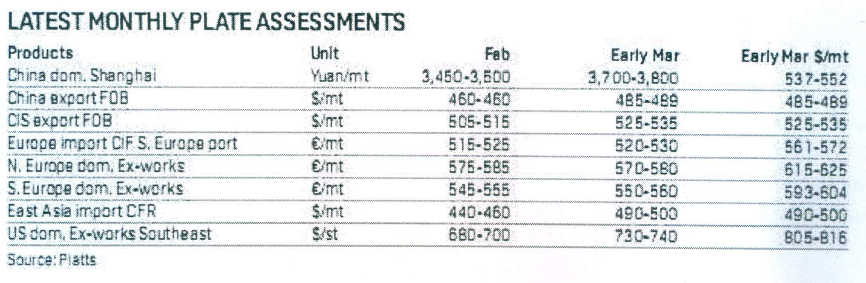 LATEST MONTHLY PLATE ASSESSMENTS
Products Unit Feb Early Mar Early Mar $/mt
China dom. Shanghai Yuan/mt 3,450-3,500 3,700-3,800 537-552
China export FOB $/mt 460-460 485-489 485-489
CIS export FOB $/mt 505-515 525-535 525-535
Europe import CIF S. Europe port €/mt 515-525 520-530 561-572
N. Europe dom. Ex-works €/mt 575-585 570-580 615-625
S. Europe dom. Ex-works €/mt 545-555 550-560 593-604
East Asia import CFR $/mt 440-460 490-500 490-500
US dom. Ex-works Southeast $/st 680-700 730-740 805-816
Source: Platts